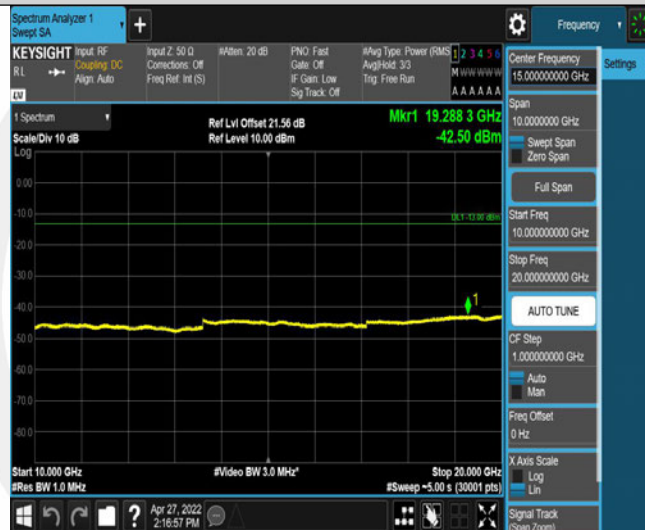 Spectrum Analyzer 1
Swept SA
+
Frequency
KEYSIGHT
RL
Input: RF
Coupling: DC
Align: Auto
Input Z: 50 Ω
Corrections: Off
Freq Ref: Int (S)
#Atten: 20 dB
PNO: Fast
Gate: Off
IF Gain: Low
Sig Track: Off
#Avg Type: Power (RMS
Avg|Hold: 3/3
Trig: Free Run
1 2 3 4 5 6
M W W W W W
A A A A A A
1 Spectrum
Scale/Div 10 dB
Log
Ref Lvl Offset 21.56 dB
Ref Level 10.00 dBm
Mkr1 19.288 3 GHz
-42.50 dBm
0.00
-10.0
DL1 -13.00 dBm
-20.0
-30.0
1
-40.0
-50.0
-60.0
-70.0
-80.0
Start 10.000 GHz
#Res BW 1.0 MHz
#Video BW 3.0 MHz*
Stop 20.000 GHz
#Sweep ~5.00 s (30001 pts)
?
Apr 27, 2022
2:16:57 PM
Center Frequency
15.000000000 GHz
Settings
Span
10.0000000 GHz
Swept Span
Zero Span
Full Span
Start Freq
10.000000000 GHz
Stop Freq
20.000000000 GHz
AUTO TUNE
CF Step
1.000000000 GHz
Auto
Man
Freq Offset
0 Hz
X Axis Scale
Log
Lin
Signal Track
(Span Zoom)